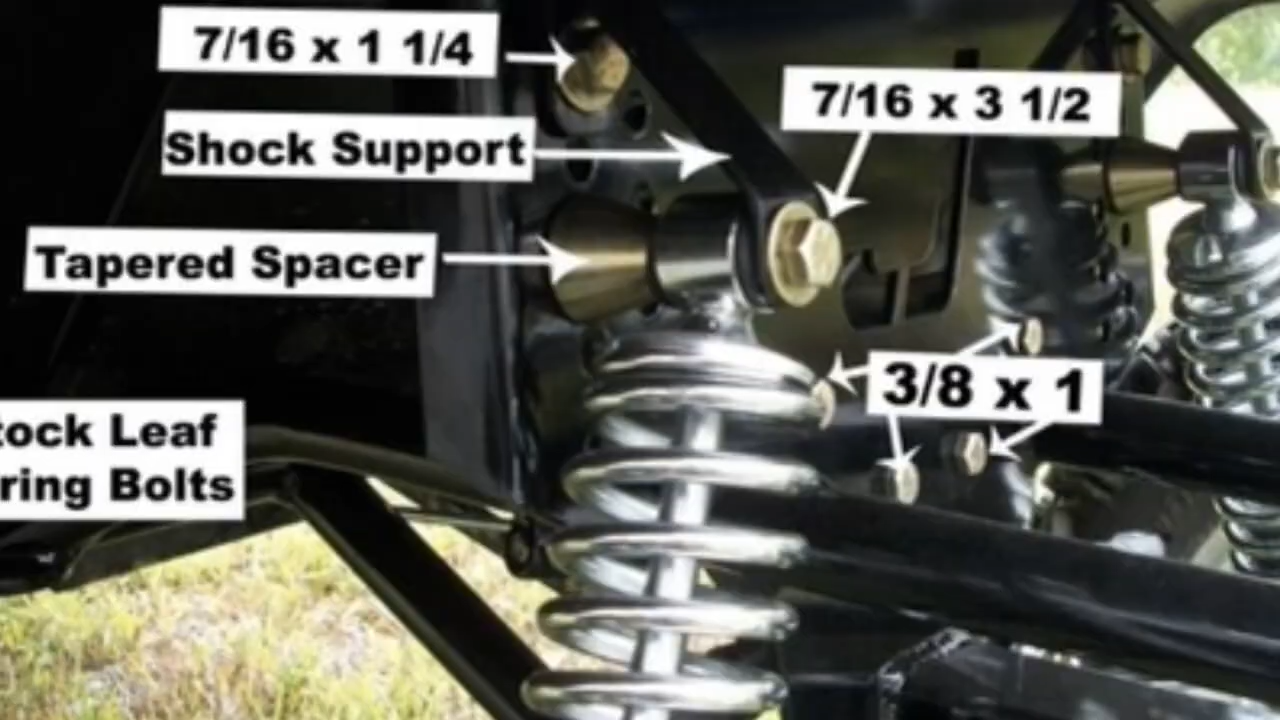 7/16 x 1 1/4
7/16 x 3 1/2
Shock Support
Tapered Spacer
3/8 x 1
tock Leaf
ring Bolts